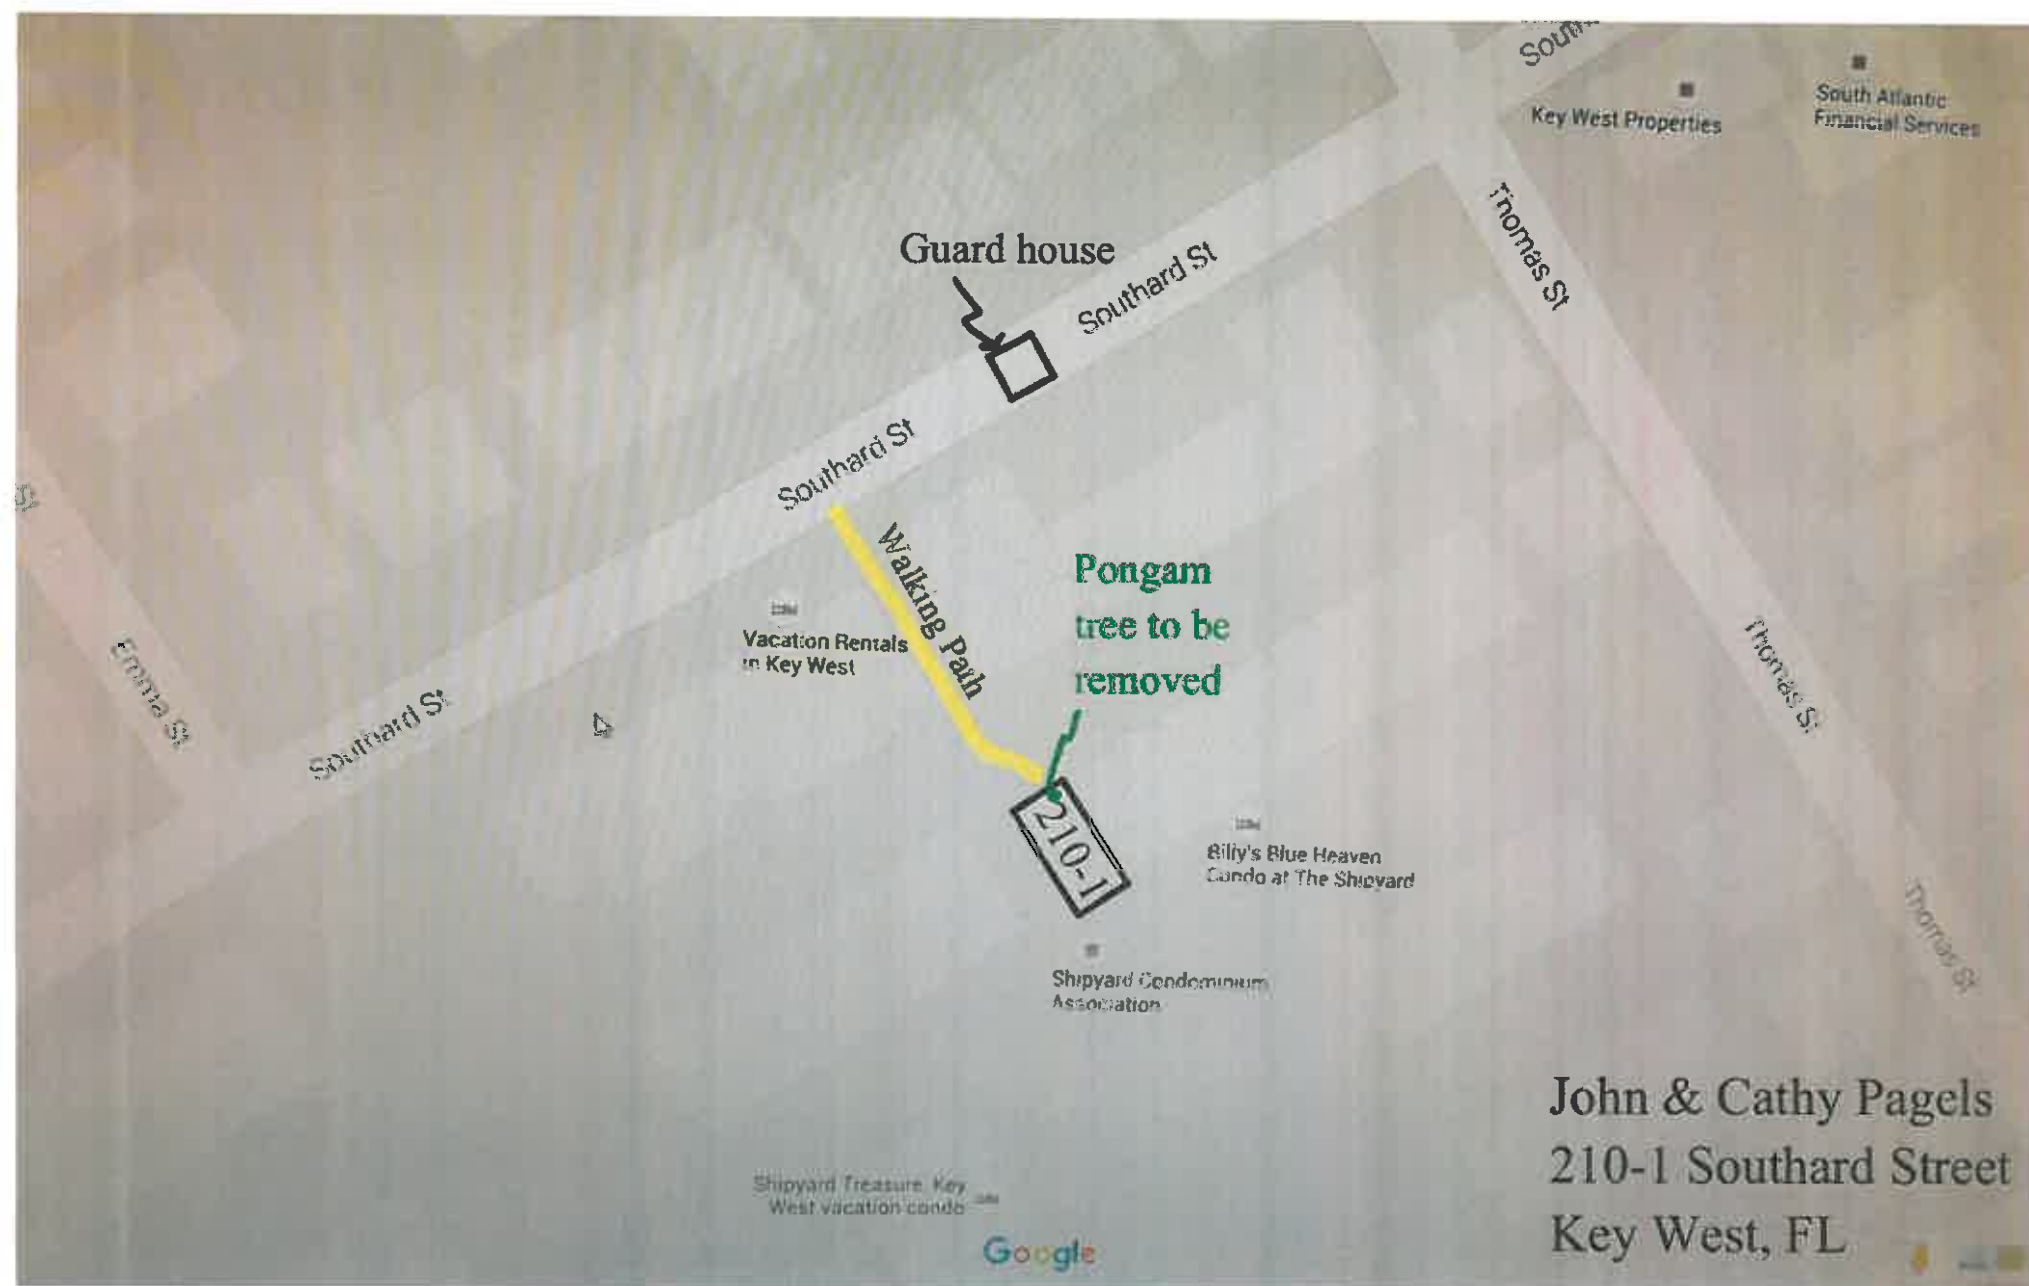 South
Key West Properties
South Atlantic
Financial Services
Thomas St
Guard house
Southard St
Southard St
St
Walking Path
Pongam
tree to be
removed
Vacation Rentals
in Key West
Thomas St
Emma St
Southard St
210-1
Billy's Blue Heaven
Condo at The Shipyard
Thomas St
Shipyard Condominium
Association
John & Cathy Pagels
210-1 Southard Street
Key West, FL
Shipyard Treasure Key
West vacation condo
Google